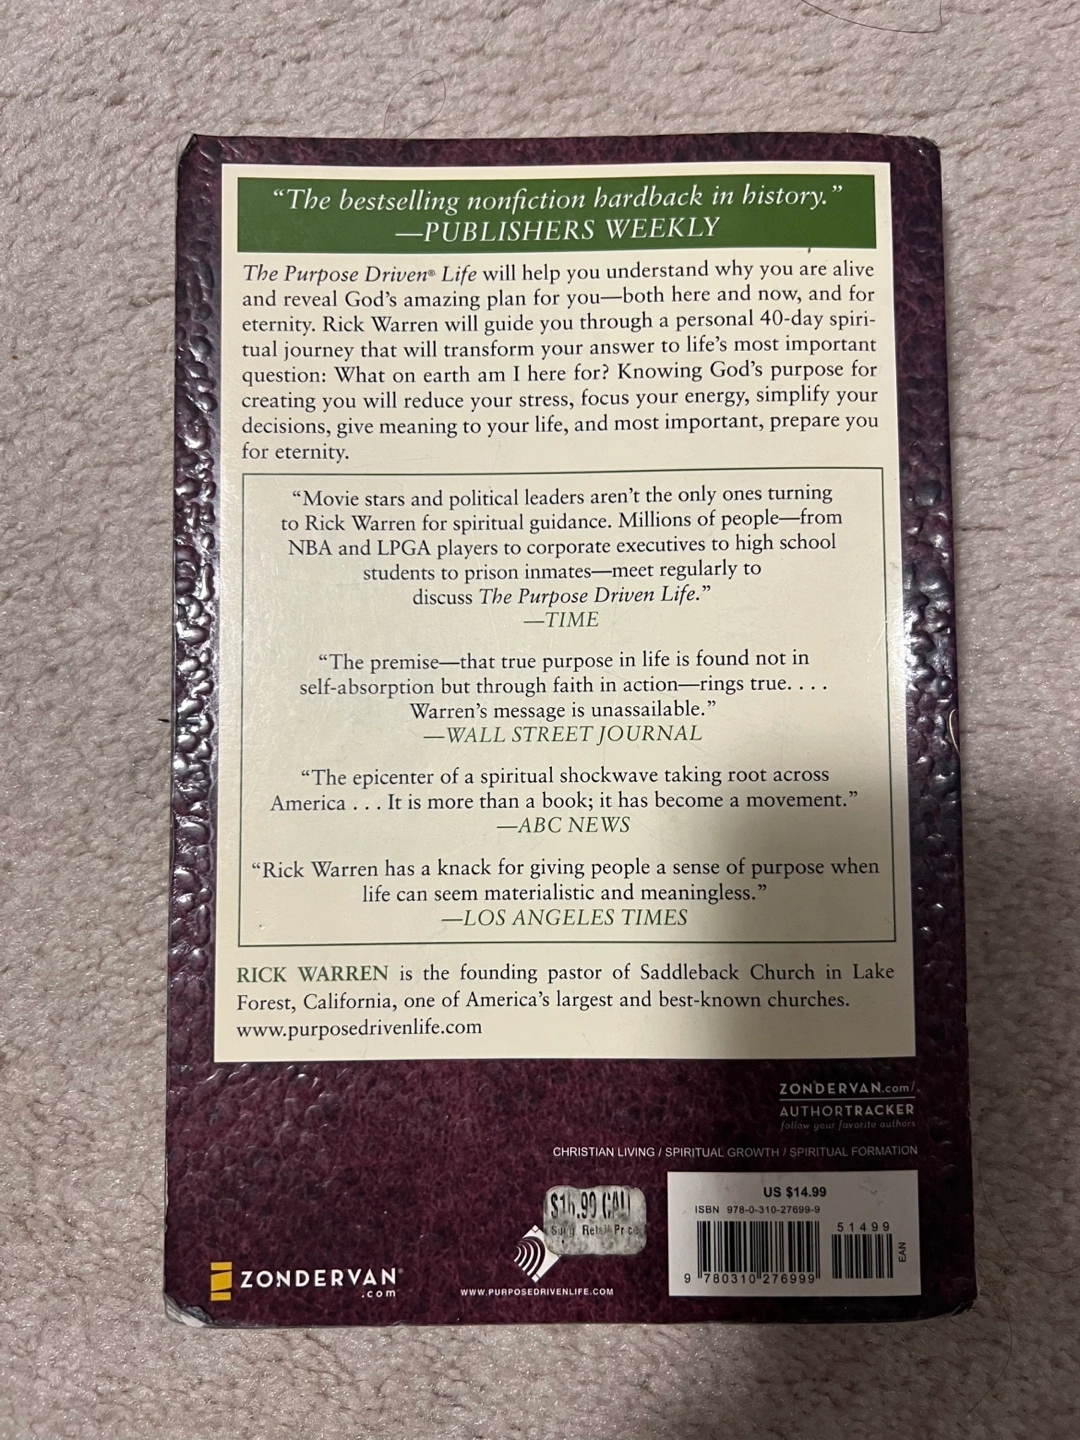 “The bestselling nonfiction hardback in history.”
—PUBLISHERS WEEKLY
The Purpose Driven® Life will help you understand why you are alive
and reveal God’s amazing plan for you—both here and now, and for
eternity. Rick Warren will guide you through a personal 40-day spiri-
tual journey that will transform your answer to life’s most important
question: What on earth am I here for? Knowing God’s purpose for
creating you will reduce your stress, focus your energy, simplify your
decisions, give meaning to your life, and most important, prepare you
for eternity.
“Movie stars and political leaders aren’t the only ones turning
to Rick Warren for spiritual guidance. Millions of people—from
NBA and LPGA players to corporate executives to high school
students to prison inmates—meet regularly to
discuss The Purpose Driven Life.”
—TIME
“The premise—that true purpose in life is found not in
self-absorption but through faith in action—rings true. . . .
Warren’s message is unassailable.”
—WALL STREET JOURNAL
“The epicenter of a spiritual shockwave taking root across
America . . . It is more than a book; it has become a movement.”
—ABC NEWS
“Rick Warren has a knack for giving people a sense of purpose when
life can seem materialistic and meaningless.”
—LOS ANGELES TIMES
RICK WARREN is the founding pastor of Saddleback Church in Lake
Forest, California, one of America’s largest and best-known churches.
www.purposedrivenlife.com
ZONDERVAN.com/
AUTHORTRACKER
follow your favorite authors
CHRISTIAN LIVING / SPIRITUAL GROWTH / SPIRITUAL FORMATION
US $14.99
ISBN 978-0-310-27699-9
51499
EAN
9 780310 276999
ZONDERVAN®
.com
WWW.PURPOSEDRIVENLIFE.COM